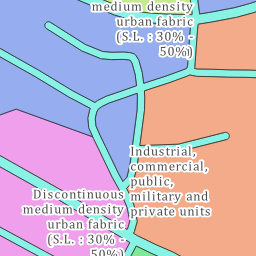 medium density
urban fabric
(S.L. : 30% -
50%)
Industrial,
commercial,
public,
military and
private units
Discontinuous
medium density
urban fabric
(S.L. : 30% -
50%)